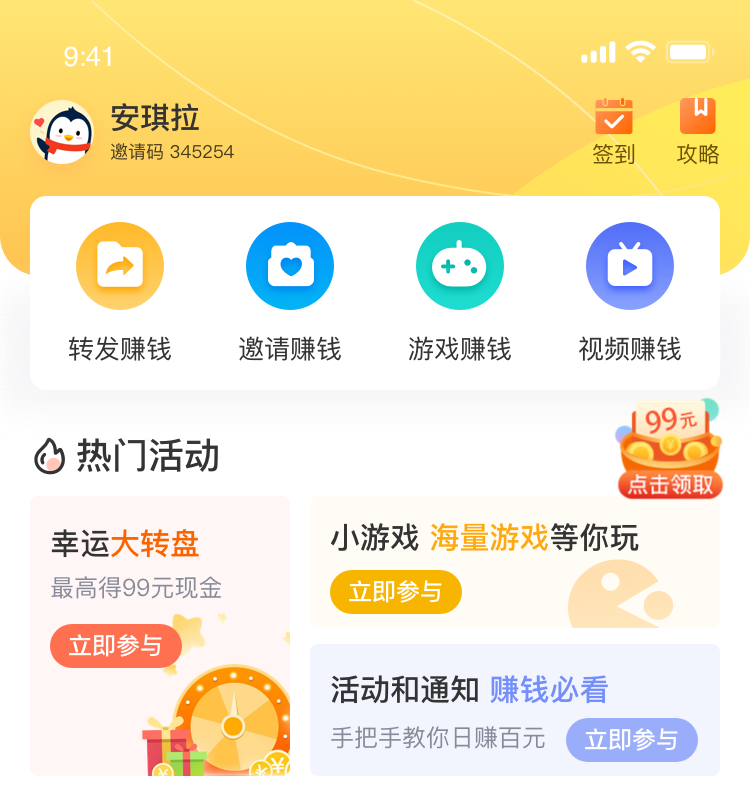 9:41
安琪拉
邀请码 345254
签到
攻略
转发赚钱
邀请赚钱
游戏赚钱
视频赚钱
热门活动
99元
点击领取
幸运大转盘
最高得99元现金
立即参与
小游戏 海量游戏等你玩
立即参与
活动和通知 赚钱必看
手把手教你日赚百元
立即参与